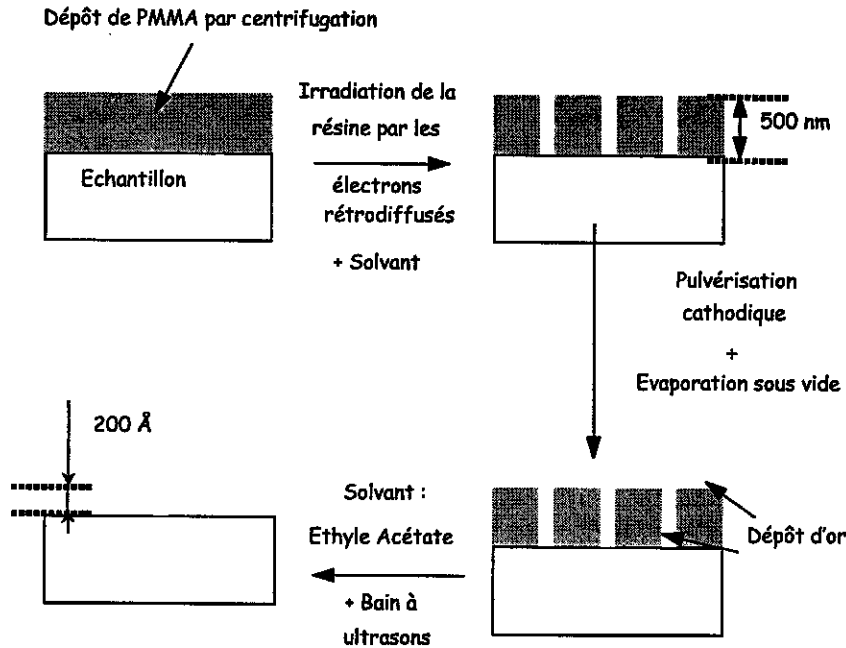 Dépôt de PMMA par centrifugation
Irradiation de la
résine par les
électrons
rétrodiffusés
+ Solvant
Echantillon
500 nm
Pulvérisation
cathodique
+
Evaporation sous vide
200 Å
Solvant :
Ethyle Acétate
+ Bain à
ultrasons
Dépôt d'or